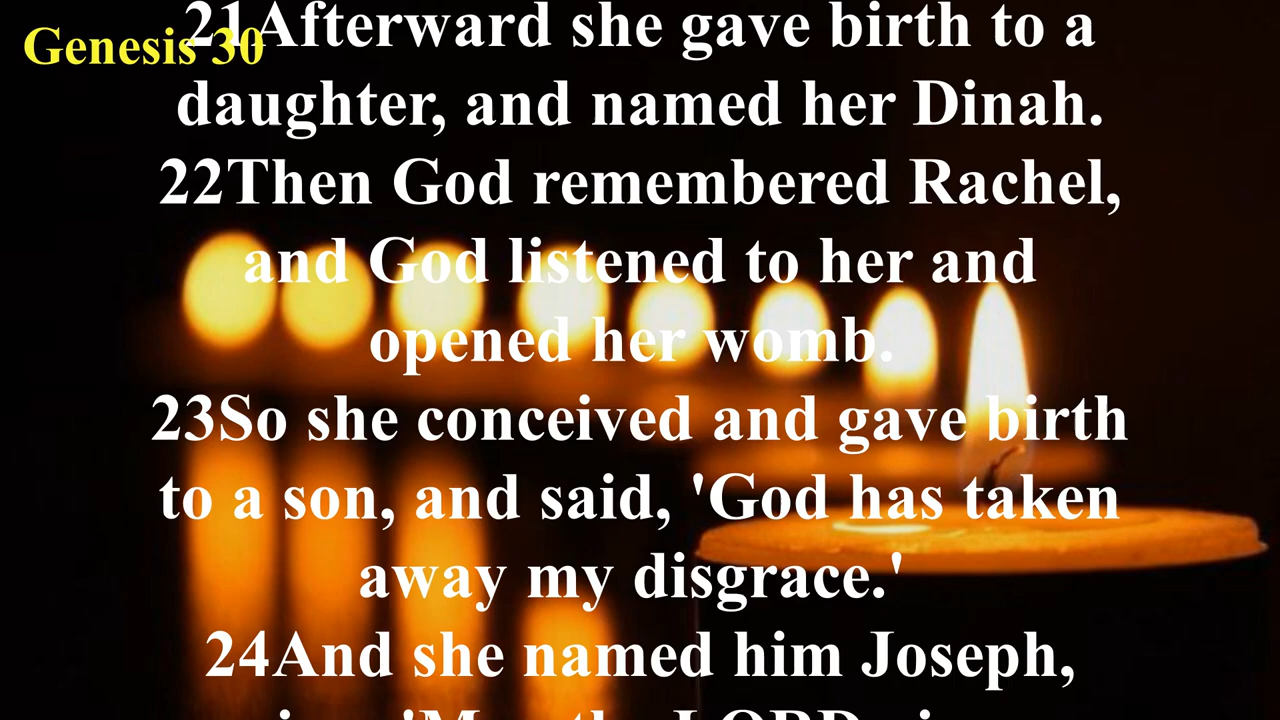 Genesis 30
21Afterward she gave birth to a
daughter, and named her Dinah.
22Then God remembered Rachel,
and God listened to her and
opened her womb.
23So she conceived and gave birth
to a son, and said, 'God has taken
away my disgrace.'
24And she named him Joseph,